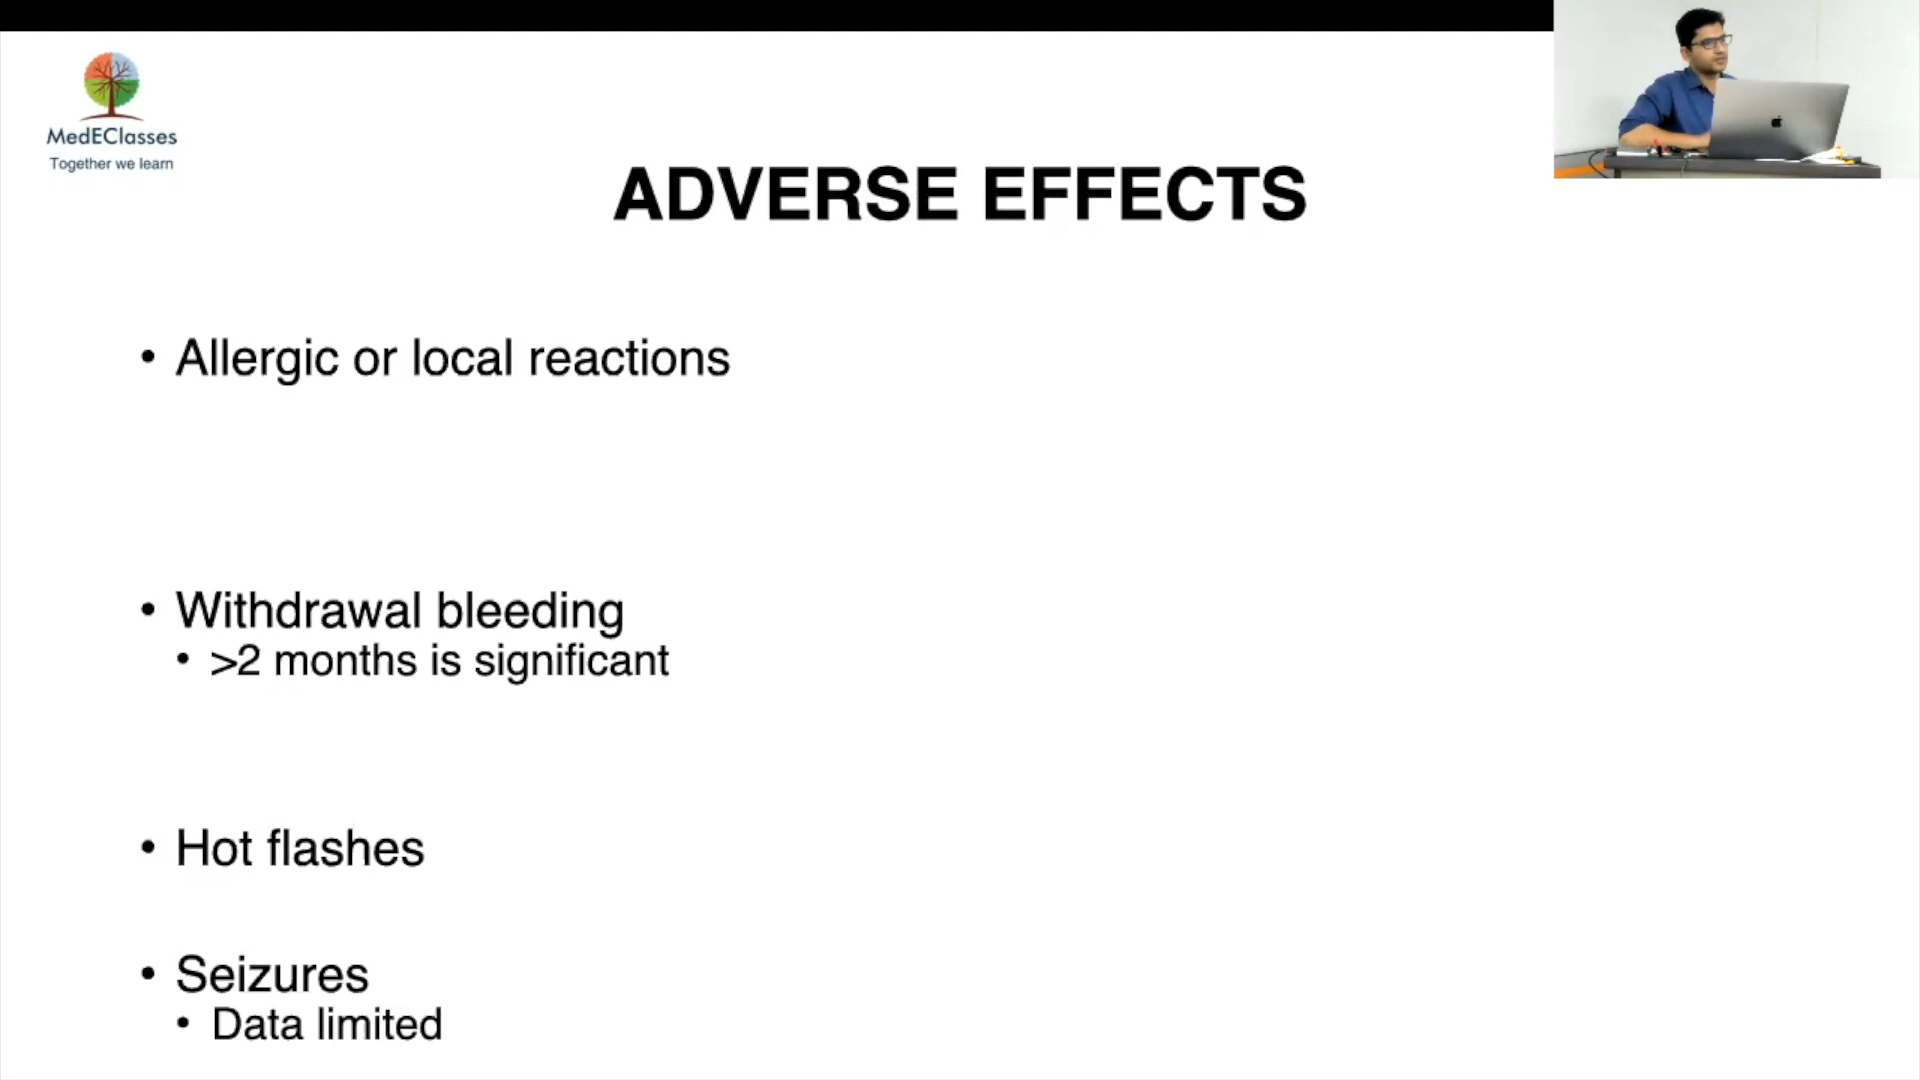 MedEClasses
Together we learn
ADVERSE EFFECTS
• Allergic or local reactions
• Withdrawal bleeding
• >2 months is significant
• Hot flashes
• Seizures
• Data limited